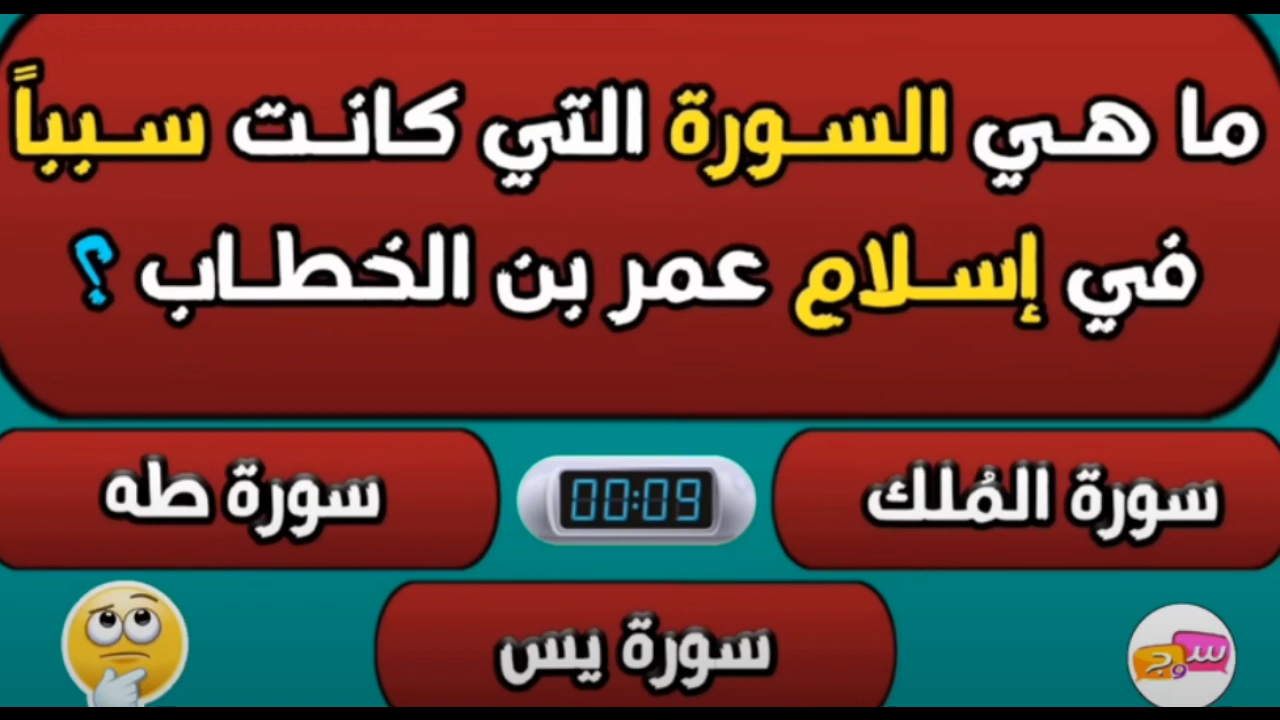 ما هي السورة التي كانت سبباً
في إسلام عمر بن الخطاب ؟
سورة المُلك
00:09
سورة طه
سورة يس
س و ج